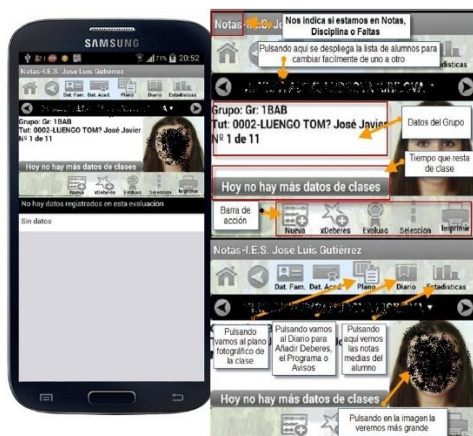 SAMSUNG
20:52
Notas-I.E.S. Jose Luis Gutiérrez
Dat. Fam. Dat. Acad. Plano Diario Estadísticas
Grupo: Gr: 1BAB
Tut: 0002-LUENGO TOM? José Javier
Nº 1 de 11
Hoy no hay más datos de clases
Nuevo xDeberes Evaluac Selección Imprimir
No hay datos registrados en esta evaluación
Sin datos
Notas-I.E.S.
Nos indica si estamos en Notas,
Disciplina o Faltas
Pulsando aqui se despliega la lista de alumnos para
cambiar facilmente de uno a otro
Grupo: Gr: 1BAB
Tut: 0002-LUENGO TOM? José Javier
Nº 1 de 11
Datos del Grupo
Tiempo que resta
de clase
Hoy no hay más datos de clases
Barra de
acción
Nuevo xDeberes Evaluac Selección Imprimir
Notas-I.E.S. José Luis Gutiérrez
Dat. Fam. Dat. Acad. Plano Diario Estadísticas
Pulsando
vamos al plano
fotográfico de
la clase
Pulsando vamos
al Diario para
Añadir Deberes,
el Programa o
Avisos
Pulsando
aquí vemos
las notas
medias del
alumno
Hoy no hay más datos de clases
Pulsando en la imagen la
veremos más grande